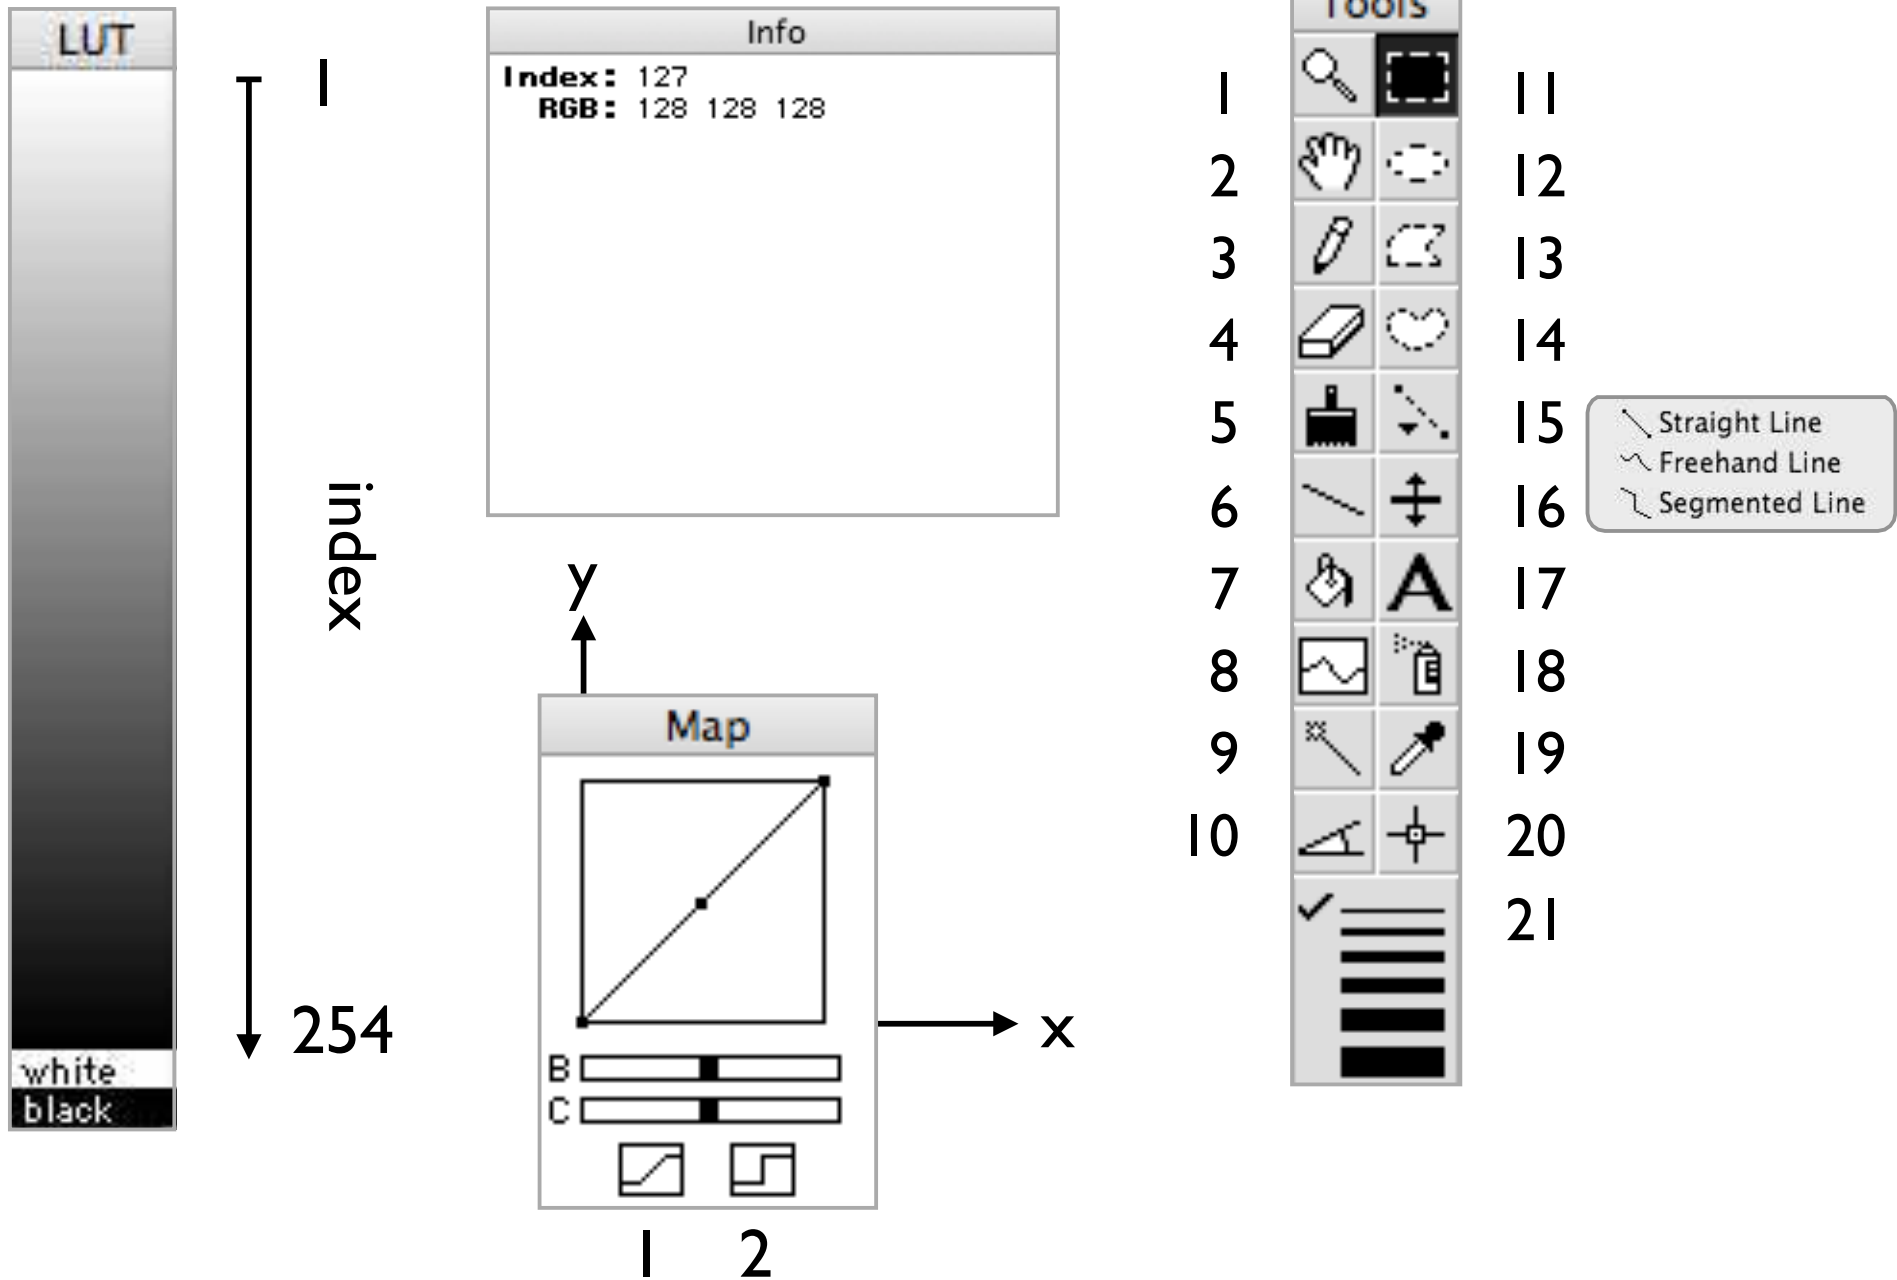 LUT
1
index
254
white
black
Info
Index: 127
RGB: 128 128 128
y
Map
x
B
C
1 2
Tools
1 11
2 12
3 13
4 14
5 15
6 16
7 A 17
8 18
9 19
10 20
21
Straight Line
Freehand Line
Segmented Line